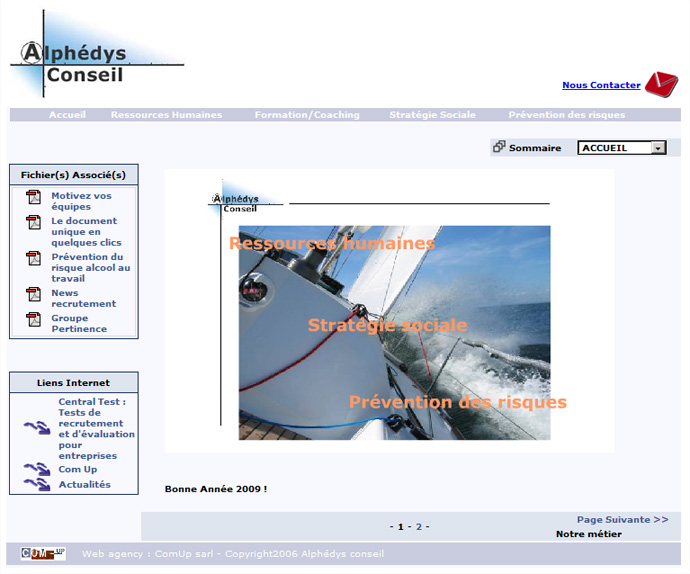 Alphédys
Conseil
Nous Contacter
Accueil Ressources Humaines Formation/Coaching Stratégie Sociale Prévention des risques
Sommaire ACCUEIL
Fichier(s) Associé(s)
Motivez vos
équipes
Le document
unique en
quelques clics
Prévention du
risque alcool au
travail
News
recrutement
Groupe
Pertinence
Liens Internet
Central Test :
Tests de
recrutement
et d'évaluation
pour
entreprises
Com Up
Actualités
Alphédys
Conseil
Ressources humaines
Stratégie sociale
Prévention des risques
Bonne Année 2009 !
- 1 - 2 -
Page Suivante >>
Notre métier
COM-UP
Web agency : ComUp sarl - Copyright2006 Alphédys conseil